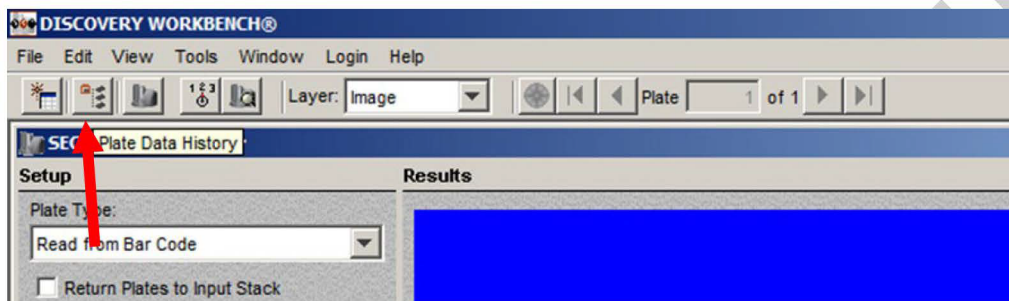 DISCOVERY WORKBENCH®
File Edit View Tools Window Login Help
123 Layer: Image Plate 1 of 1
Plate Data History
Setup Results
Plate Type:
Read from Bar Code
Return Plates to Input Stack